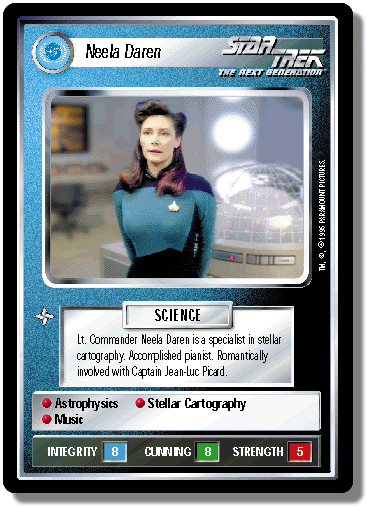 Neela Daren
STAR TREK
THE NEXT GENERATION
TM, ®, © 1995 PARAMOUNT PICTURES.
SCIENCE
Lt. Commander Neela Daren is a specialist in stellar
cartography. Accomplished pianist. Romantically
involved with Captain Jean-Luc Picard.
Astrophysics Stellar Cartography
Music
INTEGRITY 8 CUNNING 8 STRENGTH 5